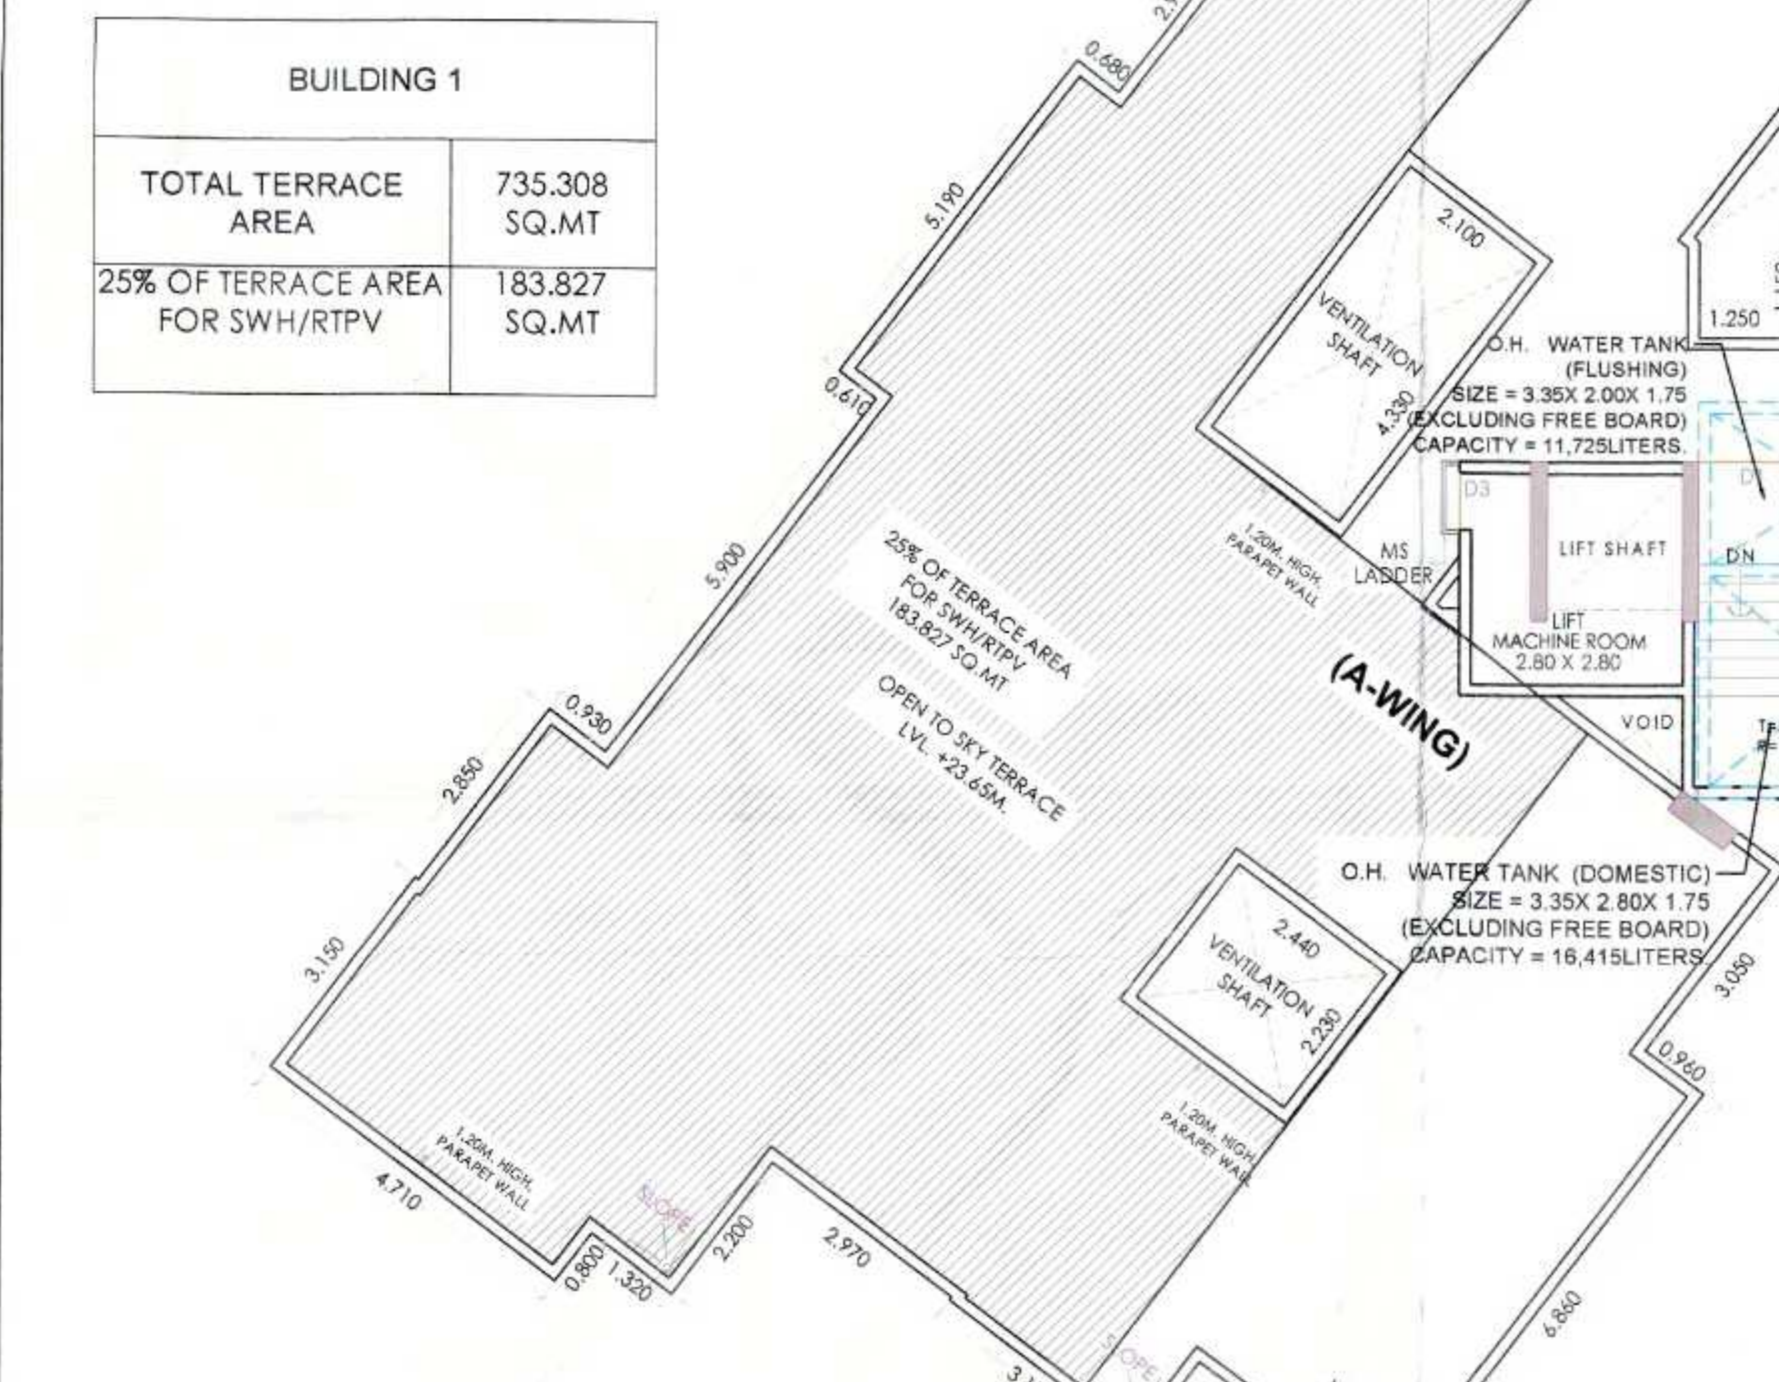 BUILDING 1
TOTAL TERRACE
AREA
735.308
SQ.MT
25% OF TERRACE AREA
FOR SWH/RTPV
183.827
SQ.MT
0.680
5.190
0.610
5.900
0.930
2.850
3.150
4.710
0.800
1.320
2.200
2.970
2.100
VENTILATION
SHAFT
4.330
1.250
O.H. WATER TANK
(FLUSHING)
SIZE = 3.35X 2.00X 1.75
(EXCLUDING FREE BOARD)
CAPACITY = 11,725LITERS.
D3
LIFT SHAFT
DN
MS
LADDER
LIFT
MACHINE ROOM
2.80 X 2.80
VOID
1.20M. HIGH,
PARAPET WALL
25% OF TERRACE AREA
FOR SWH/RTPV
183.827 SQ.MT
OPEN TO SKY TERRACE
LVL. +23.65M.
(A-WING)
O.H. WATER TANK (DOMESTIC)
SIZE = 3.35X 2.80X 1.75
(EXCLUDING FREE BOARD)
CAPACITY = 16,415LITERS.
2.440
VENTILATION
SHAFT
2.230
3.050
0.960
6.860
1.20M. HIGH,
PARAPET WALL
1.20M. HIGH,
PARAPET WALL
SLOPE
SLOPE